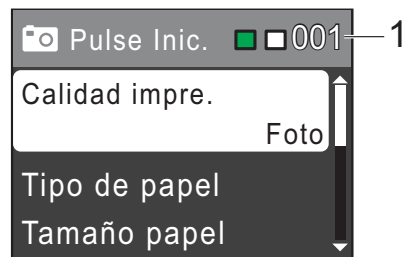 Pulse Inic. 001 1
Calidad impre.
Foto
Tipo de papel
Tamaño papel